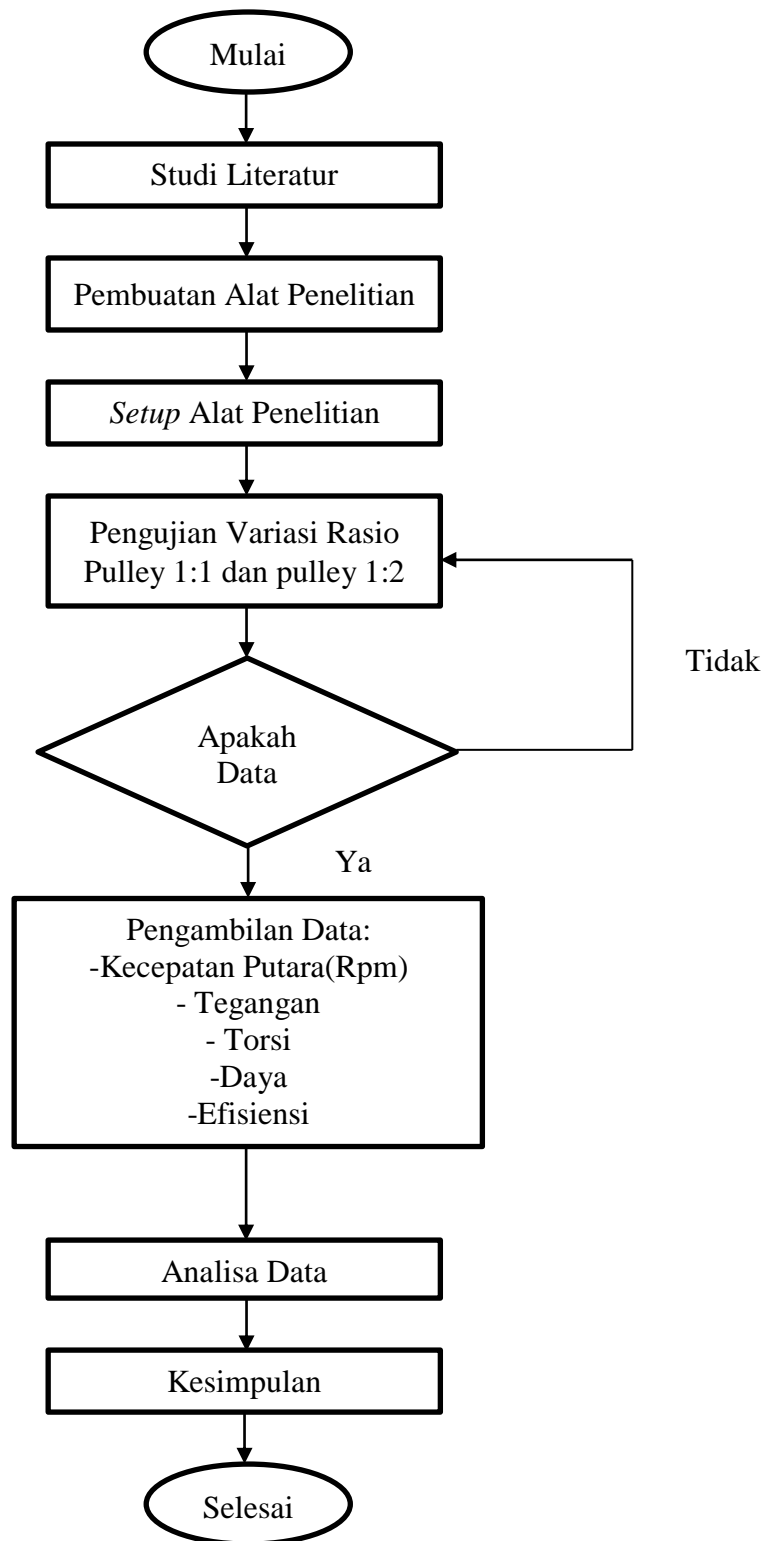 Mulai
Studi Literatur
Pembuatan Alat Penelitian
Setup Alat Penelitian
Pengujian Variasi Rasio
Pulley 1:1 dan pulley 1:2
Tidak
Apakah
Data
Ya
Pengambilan Data:
-Kecepatan Putara(Rpm)
- Tegangan
- Torsi
-Daya
-Efisiensi
Analisa Data
Kesimpulan
Selesai